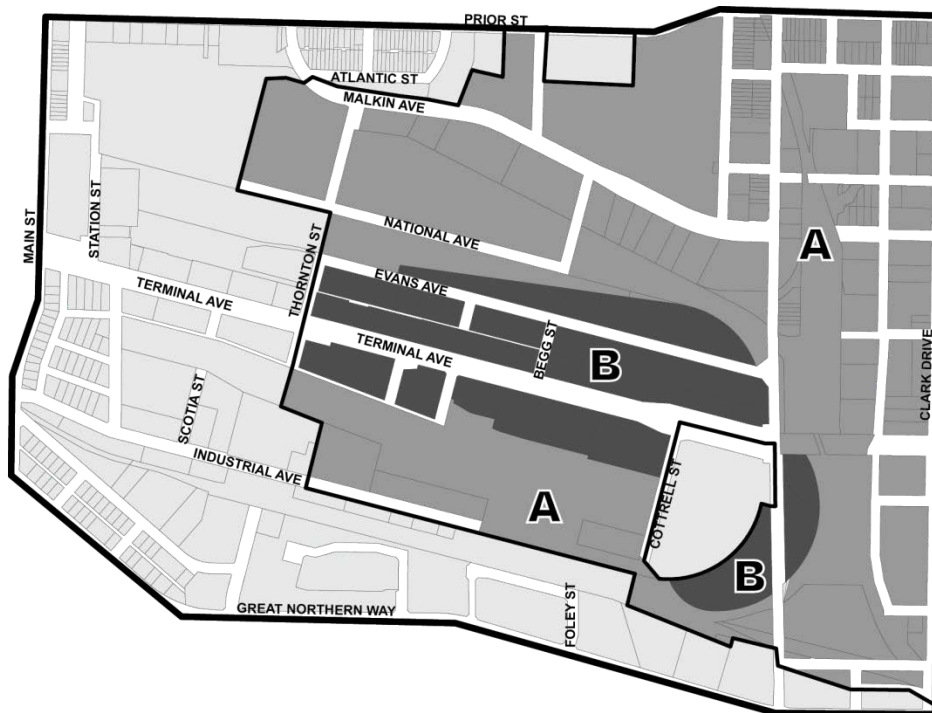 PRIOR ST
ATLANTIC ST
MALKIN AVE
MAIN ST
STATION ST
NATIONAL AVE
THORNTON ST
A
EVANS AVE
TERMINAL AVE
TERMINAL AVE
BEGG ST
B
CLARK DRIVE
SCOTIA ST
INDUSTRIAL AVE
A
COTTRELL ST
B
GREAT NORTHERN WAY
FOLEY ST